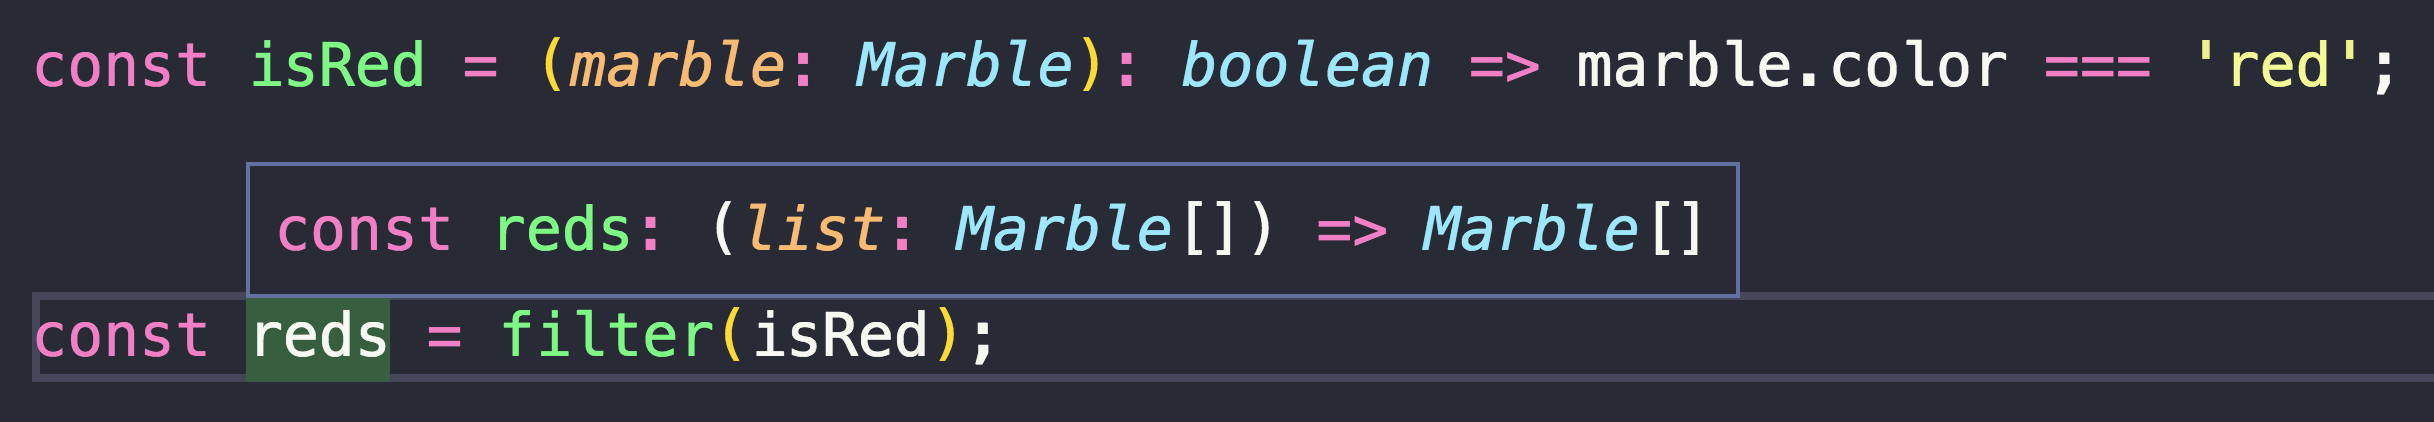 const isRed = (marble: Marble): boolean => marble.color === 'red';
const reds: (list: Marble[]) => Marble[]
const reds = filter(isRed);